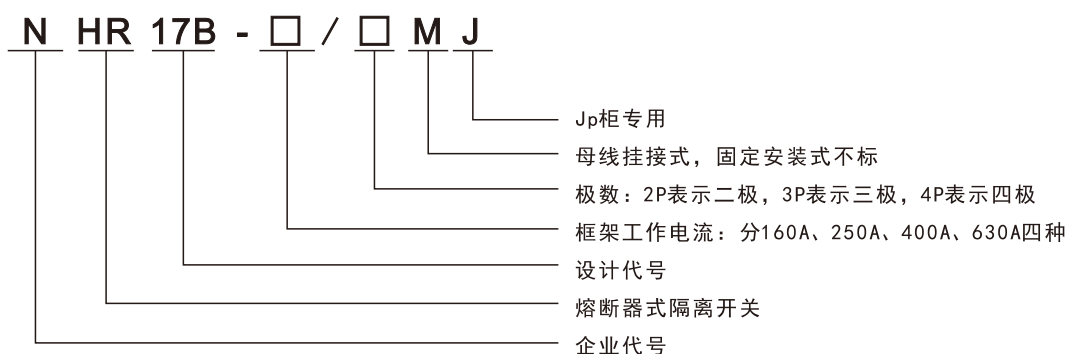 N HR 17B - □ / □ M J
Jp柜专用
母线挂接式，固定安装式不标
极数：2P表示二极，3P表示三极，4P表示四极
框架工作电流：分160A、250A、400A、630A四种
设计代号
熔断器式隔离开关
企业代号